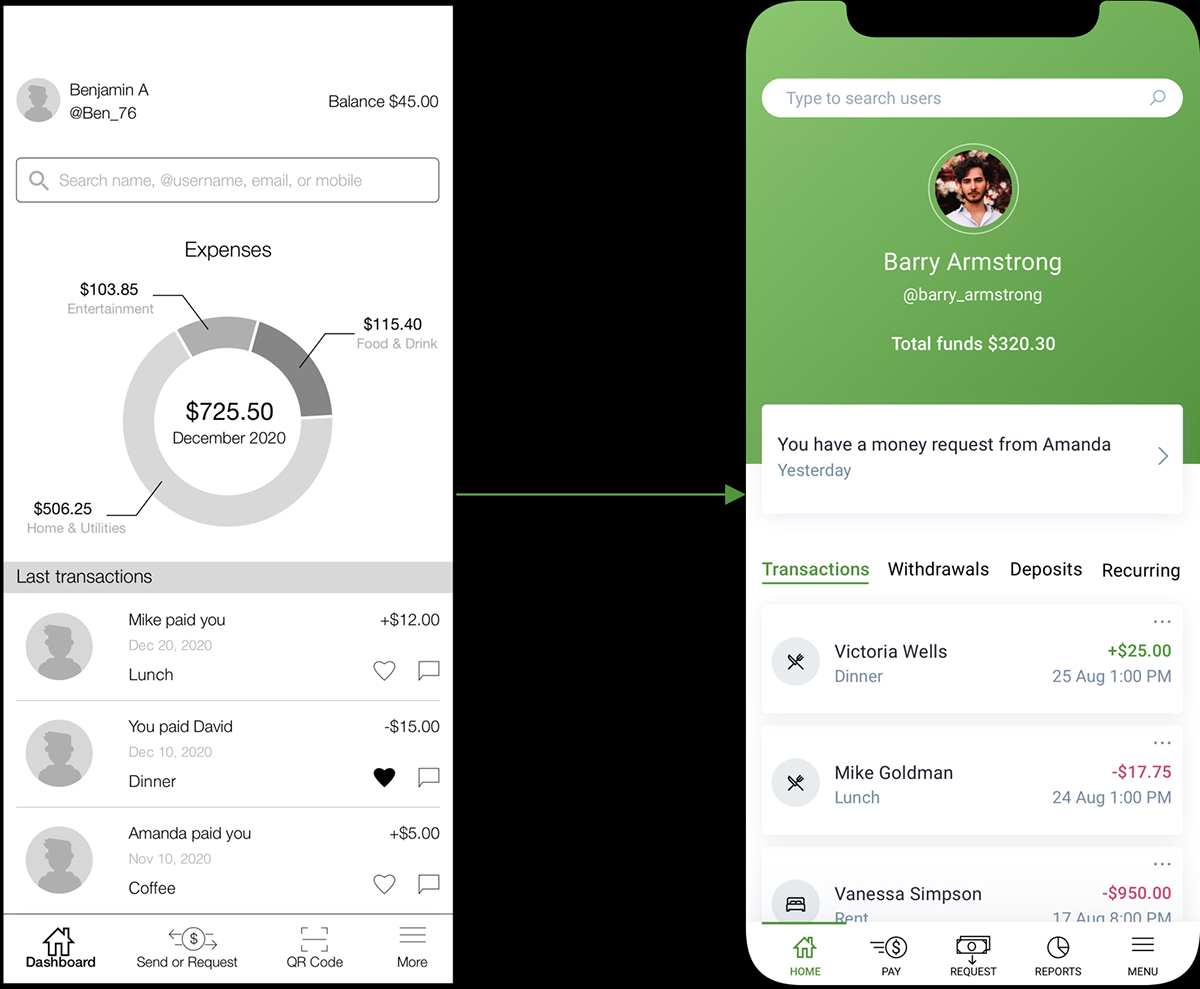 Benjamin A
@Ben_76
Balance $45.00
Search name, @username, email, or mobile
Expenses
$103.85
Entertainment
$115.40
Food & Drink
$725.50
December 2020
$506.25
Home & Utilities
Last transactions
Mike paid you
+$12.00
Dec 20, 2020
Lunch
You paid David
-$15.00
Dec 10, 2020
Dinner
Amanda paid you
+$5.00
Nov 10, 2020
Coffee
Dashboard
Send or Request
QR Code
More
Type to search users
Barry Armstrong
@barry_armstrong
Total funds $320.30
You have a money request from Amanda
Yesterday
Transactions Withdrawals Deposits Recurring
Victoria Wells
+$25.00
Dinner
25 Aug 1:00 PM
Mike Goldman
-$17.75
Lunch
24 Aug 1:00 PM
Vanessa Simpson
-$950.00
Rent
17 Aug 8:00 PM
HOME
PAY
REQUEST
REPORTS
MENU